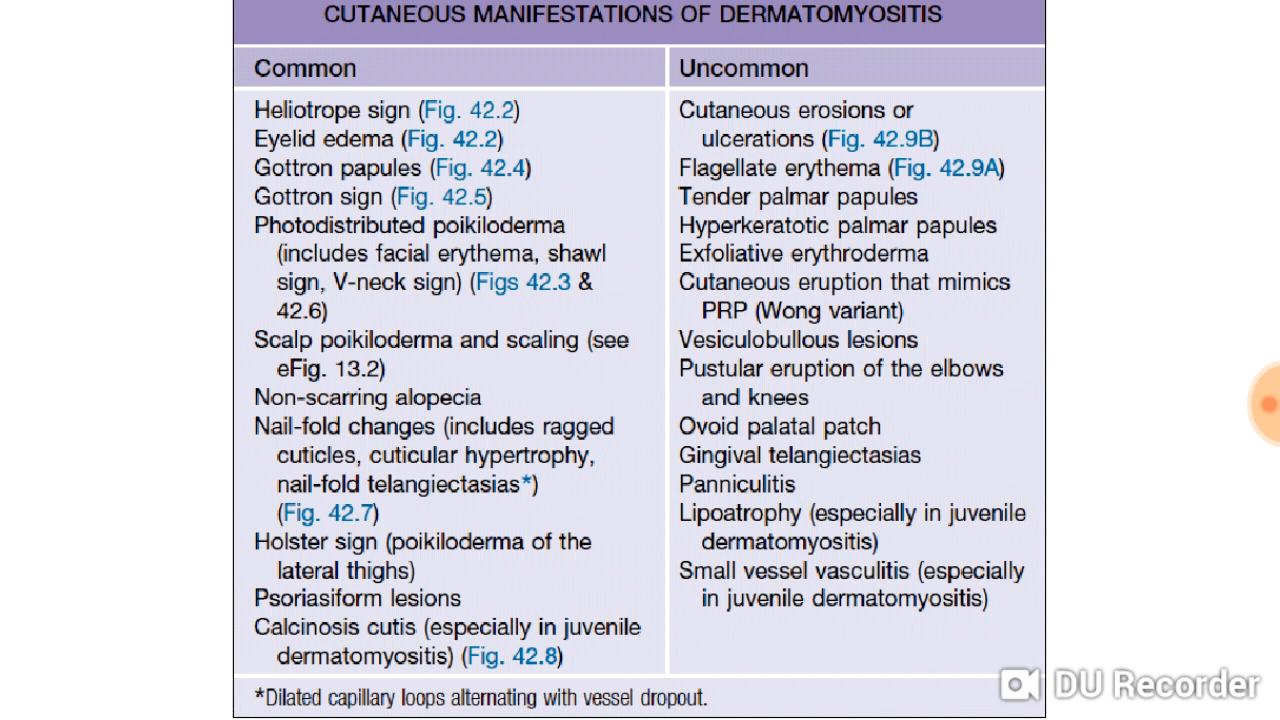 CUTANEOUS MANIFESTATIONS OF DERMATOMYOSITIS
Common
Heliotrope sign (Fig. 42.2)
Eyelid edema (Fig. 42.2)
Gottron papules (Fig. 42.4)
Gottron sign (Fig. 42.5)
Photodistributed poikiloderma
(includes facial erythema, shawl
sign, V-neck sign) (Figs 42.3 &
42.6)
Scalp poikiloderma and scaling (see
eFig. 13.2)
Non-scarring alopecia
Nail-fold changes (includes ragged
cuticles, cuticular hypertrophy,
nail-fold telangiectasias*)
(Fig. 42.7)
Holster sign (poikiloderma of the
lateral thighs)
Psoriasiform lesions
Calcinosis cutis (especially in juvenile
dermatomyositis) (Fig. 42.8)
Uncommon
Cutaneous erosions or
ulcerations (Fig. 42.9B)
Flagellate erythema (Fig. 42.9A)
Tender palmar papules
Hyperkeratotic palmar papules
Exfoliative erythroderma
Cutaneous eruption that mimics
PRP (Wong variant)
Vesiculobullous lesions
Pustular eruption of the elbows
and knees
Ovoid palatal patch
Gingival telangiectasias
Panniculitis
Lipoatrophy (especially in juvenile
dermatomyositis)
Small vessel vasculitis (especially
in juvenile dermatomyositis)
*Dilated capillary loops alternating with vessel dropout.
DU Recorder